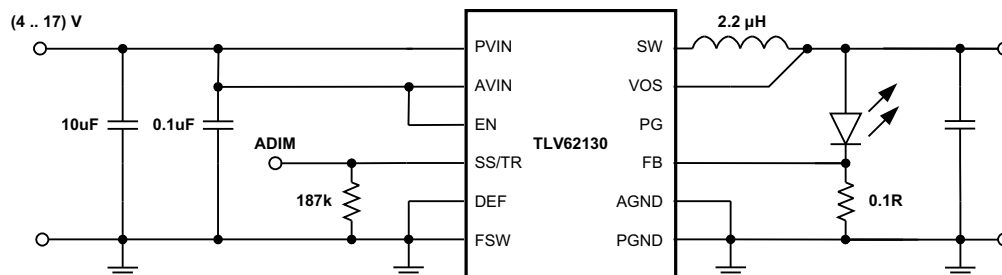 (4 .. 17) V
2.2 µH
PVIN
SW
AVIN
VOS
10uF
0.1uF
EN
PG
TLV62130
ADIM
SS/TR
FB
187k
DEF
AGND
0.1R
FSW
PGND